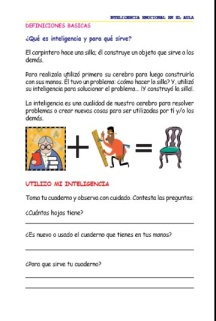 INTELIGENCIA EMOCIONAL EN EL AULA
DEFINICIONES BASICAS
¿Qué es inteligencia y para qué sirve?
El carpintero hace una silla; él construye un objeto que sirve a los
demás.
Para realizarla utilizó primero su cerebro para luego construirla
con sus manos. Él tuvo un problema: ¿cómo hacer la silla? Y, utilizó
su inteligencia para solucionar el problema... ¡Y construyó la silla!.
La inteligencia es una cualidad de nuestro cerebro para resolver
problemas o crear nuevas cosas para ser utilizadas por ti y/o los
demás.
UTILIZO MI INTELIGENCIA
Toma tu cuaderno y observa con cuidado. Contesta las preguntas:
¿Cuántas hojas tiene?
¿Es nuevo o usado el cuaderno que tienes en tus manos?
¿Para que sirve tu cuaderno?